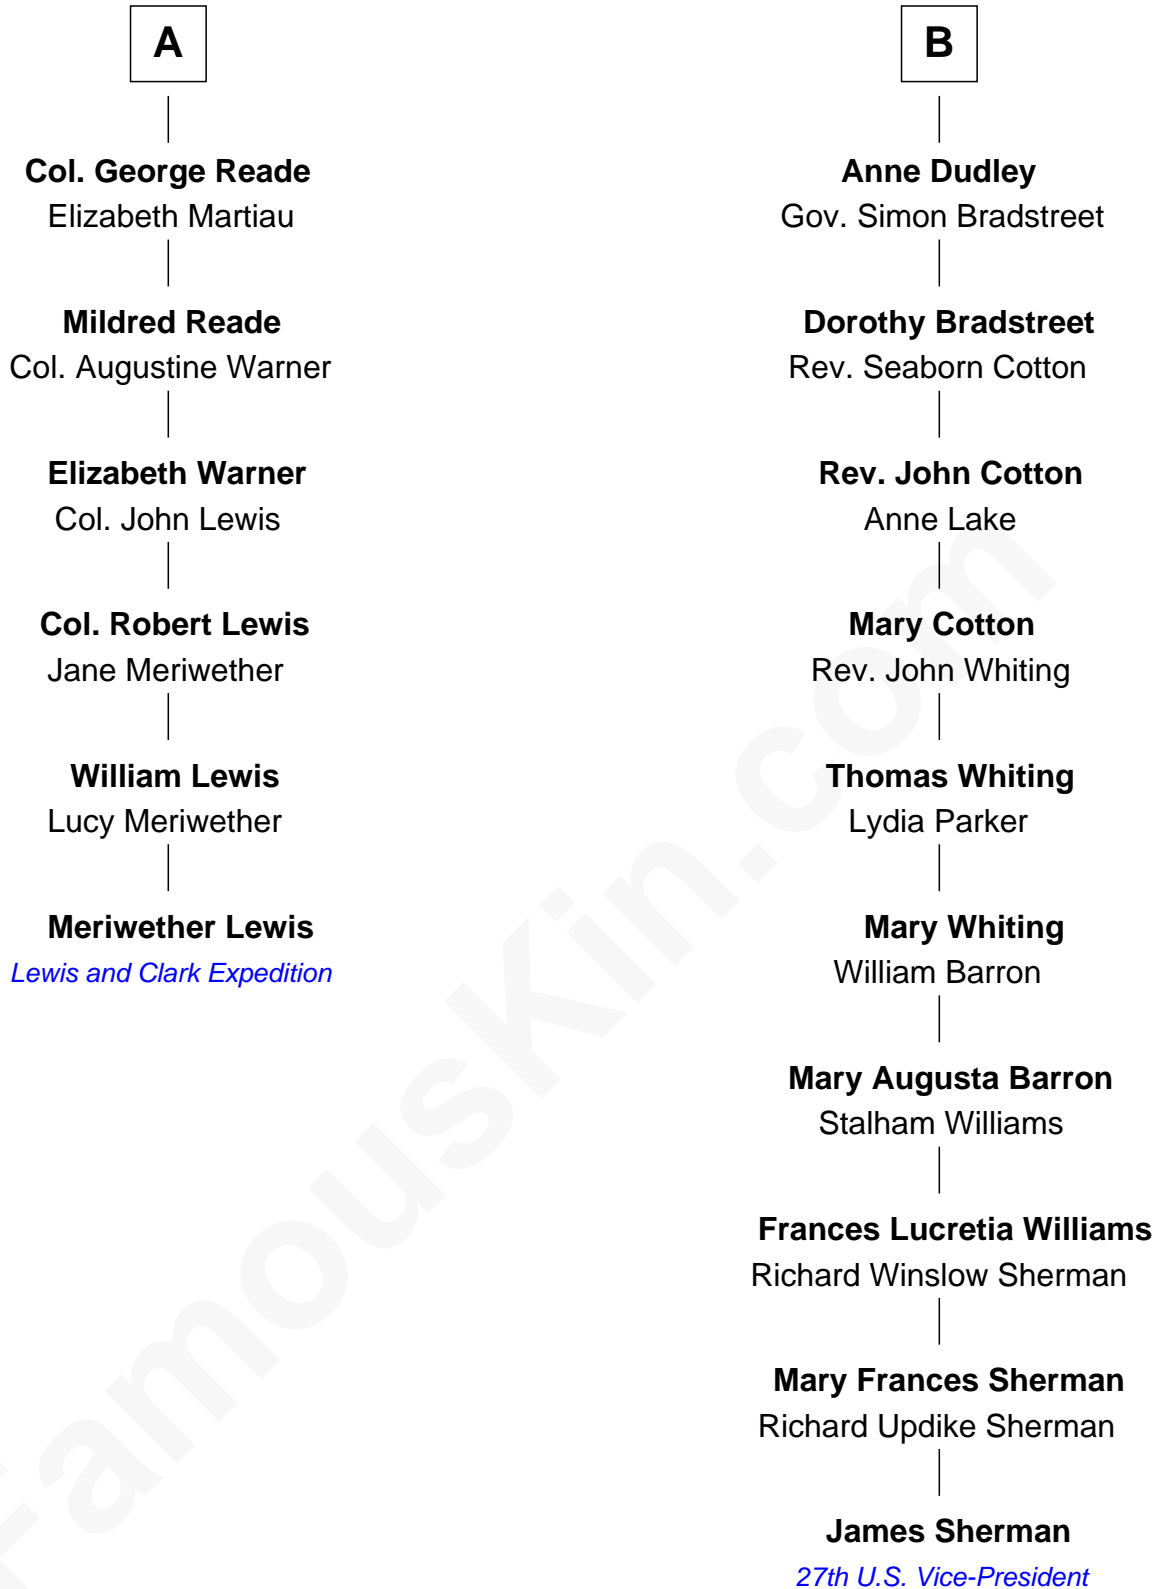 A
Col. George Reade
Elizabeth Martiau
Mildred Reade
Col. Augustine Warner
Elizabeth Warner
Col. John Lewis
Col. Robert Lewis
Jane Meriwether
William Lewis
Lucy Meriwether
Meriwether Lewis
Lewis and Clark Expedition
B
Anne Dudley
Gov. Simon Bradstreet
Dorothy Bradstreet
Rev. Seaborn Cotton
Rev. John Cotton
Anne Lake
Mary Cotton
Rev. John Whiting
Thomas Whiting
Lydia Parker
Mary Whiting
William Barron
Mary Augusta Barron
Stalham Williams
Frances Lucretia Williams
Richard Winslow Sherman
Mary Frances Sherman
Richard Updike Sherman
James Sherman
27th U.S. Vice-President
FamousKin.com